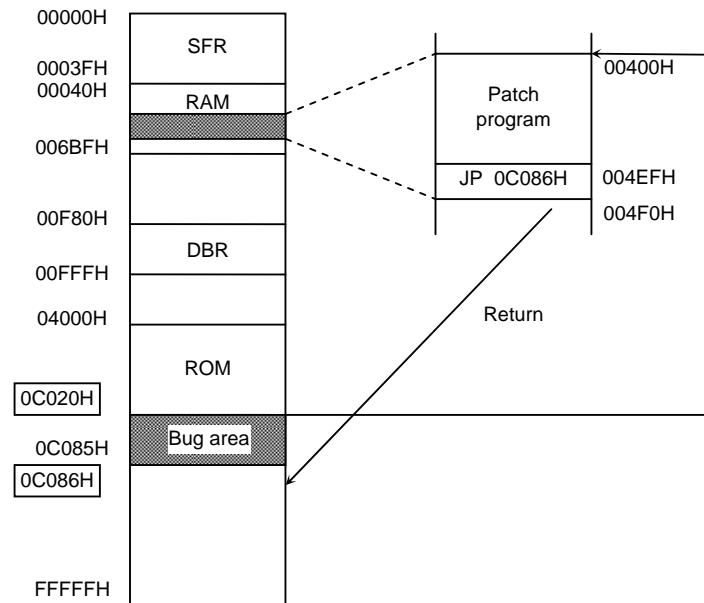 00000H
SFR
0003FH
00040H
RAM
006BFH
00F80H
DBR
00FFFH
04000H
ROM
0C020H
Bug area
0C085H
0C086H
FFFFFH
00400H
Patch
program
JP 0C086H
004EFH
004F0H
Return